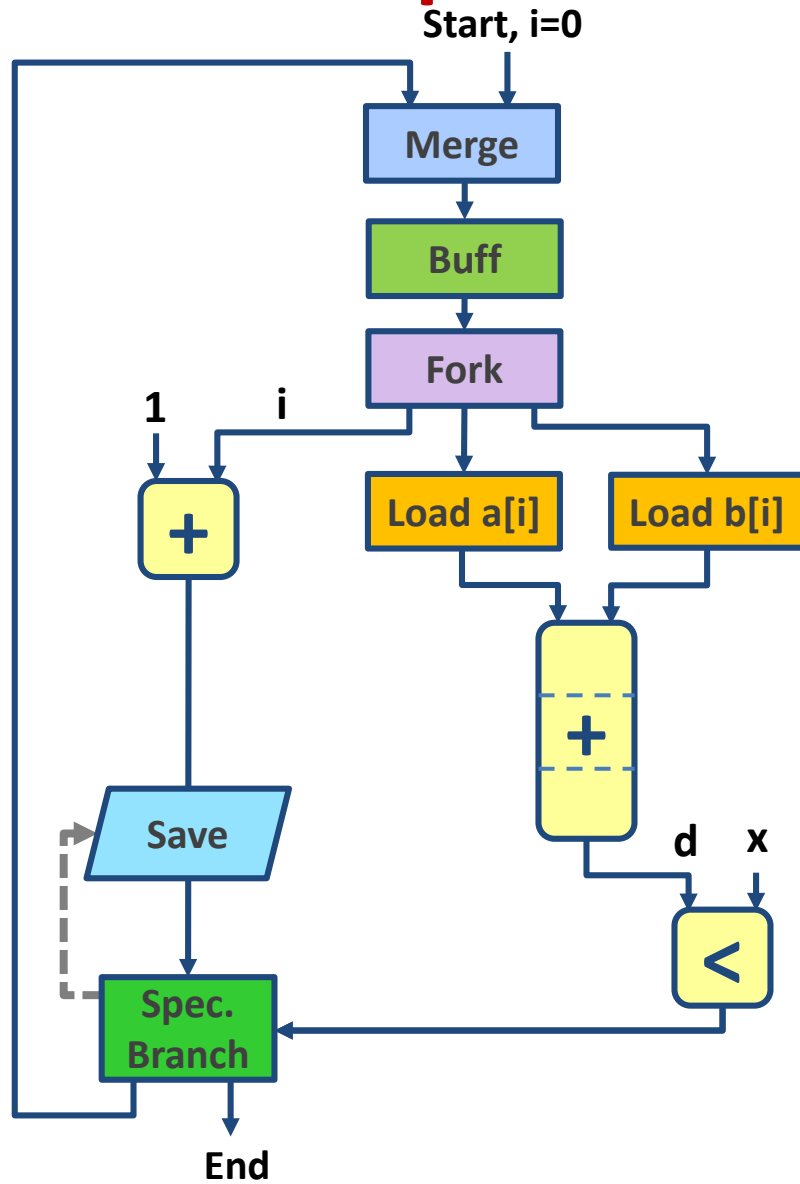 Start, i=0
Merge
Buff
Fork
1
i
+
Load a[i]
Load b[i]
+
Save
d
x
<
Spec.
Branch
End